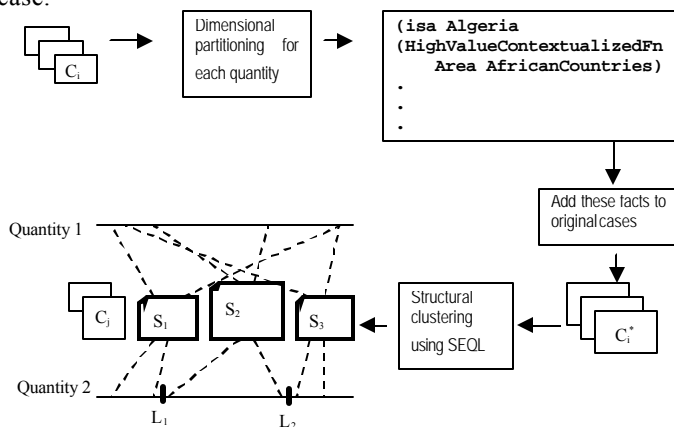 case.
Dimensional
partitioning for
each quantity
(isa Algeria
(HighValueContextualizedFn
Area AfricanCountries)
.
.
.
Ci
Add these facts to
original cases
Quantity 1
Cj
S1
S2
S3
Structural
clustering
using SEQL
Ci*
Quantity 2
L1
L2